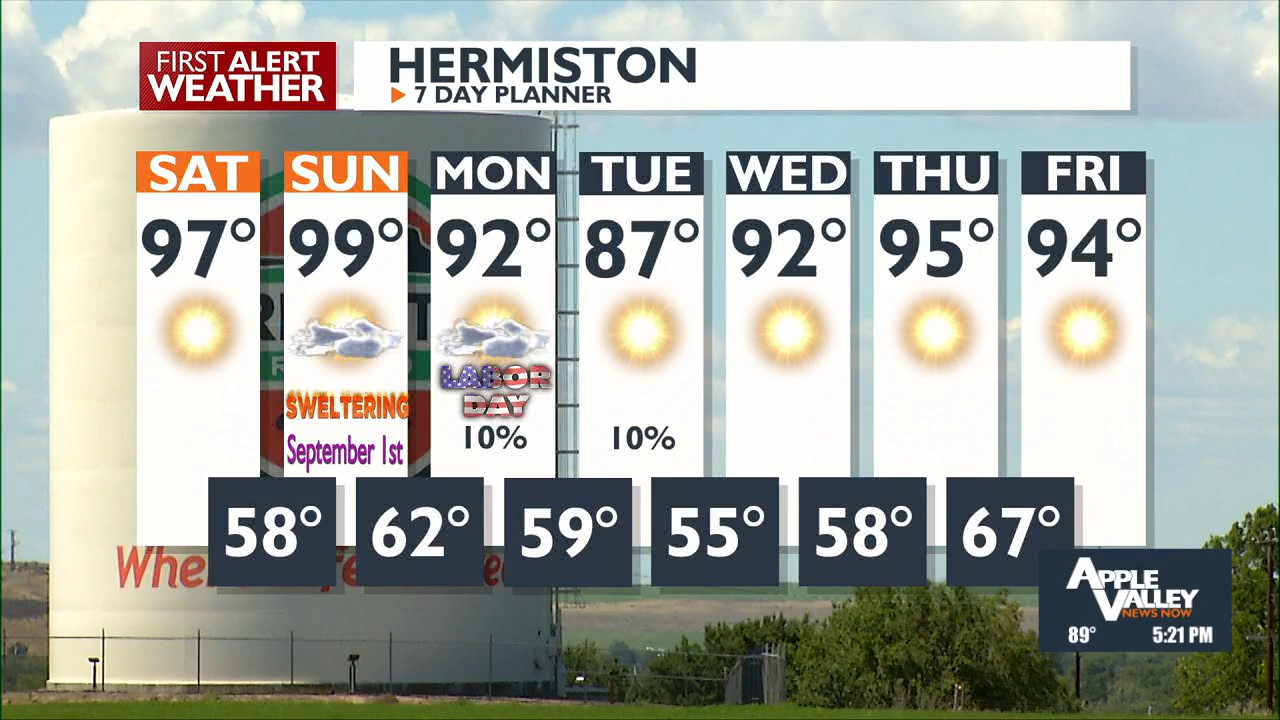 FIRST ALERT
WEATHER
HERMISTON
7 DAY PLANNER
SAT SUN MON TUE WED THU FRI
97° 99° 92° 87° 92° 95° 94°
SWELTERING
September 1st
LABOR
DAY
10% 10%
58° 62° 59° 55° 58° 67°
APPLE
VALLEY
NEWS NOW
89° 5:21 PM